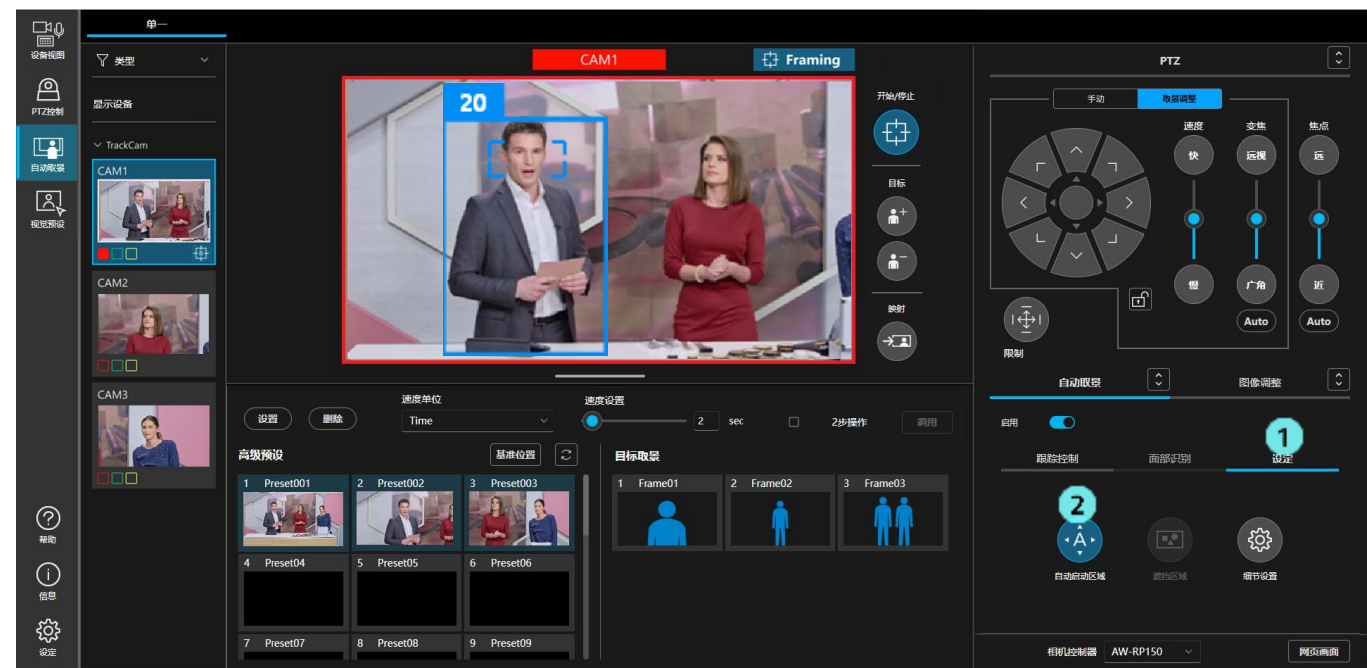 设备视图
PTZ控制
自动取景
视觉预设
帮助
信息
设定
单一
类型
显示设备
TrackCam
CAM1
CAM2
CAM3
CAM1
Framing
20
开始/停止
目标
映射
设置
删除
速度单位
Time
速度设置
2 sec
2步操作
调用
高级预设
基准位置
1 Preset001
2 Preset002
3 Preset003
4 Preset04
5 Preset05
6 Preset06
7 Preset07
8 Preset08
9 Preset09
目标取景
1 Frame01
2 Frame02
3 Frame03
PTZ
手动
取景调整
速度
变焦
焦点
快
远视
远
慢
广角
近
Auto
Auto
限制
自动取景
图像调整
启用
1
跟踪控制
面部识别
设定
2
A
自动启动区域
遮挡区域
细节设置
相机控制器
AW-RP150
网页画面